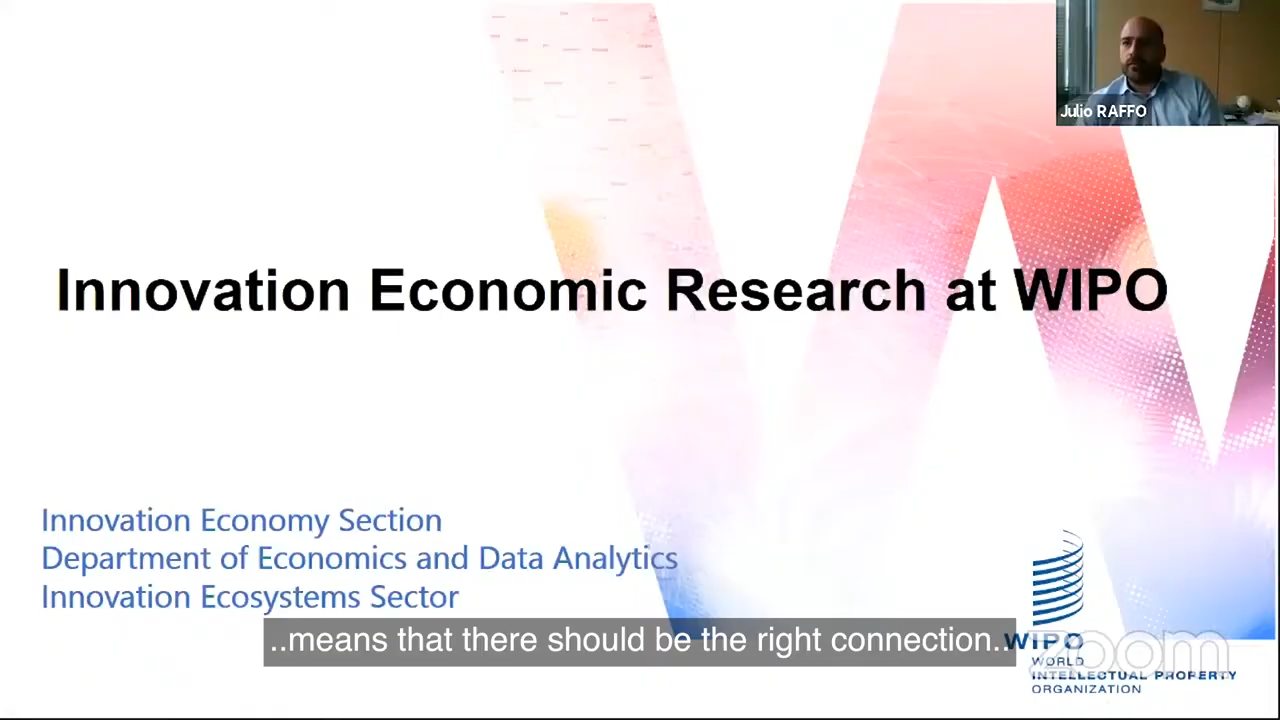 Julio RAFFO
Innovation Economic Research at WIPO
Innovation Economy Section
Department of Economics and Data Analytics
Innovation Ecosystems Sector
..means that there should be the right connection..
WIPO
zoom
WORLD
INTELLECTUAL PROPERTY
ORGANIZATION